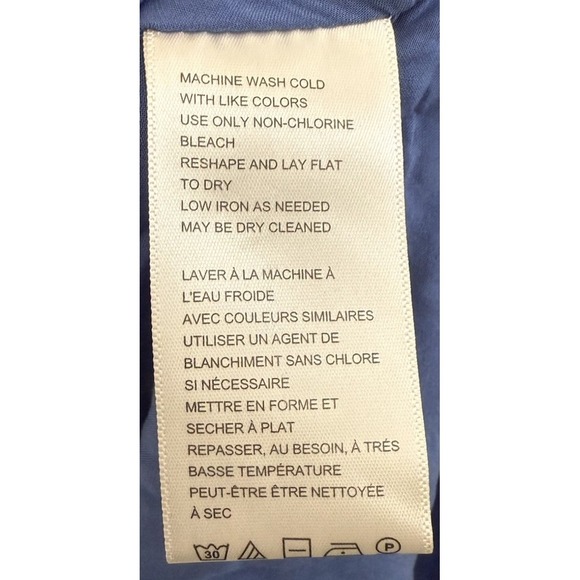 MACHINE WASH COLD
WITH LIKE COLORS
USE ONLY NON-CHLORINE
BLEACH
RESHAPE AND LAY FLAT
TO DRY
LOW IRON AS NEEDED
MAY BE DRY CLEANED
LAVER À LA MACHINE À
L'EAU FROIDE
AVEC COULEURS SIMILAIRES
UTILISER UN AGENT DE
BLANCHIMENT SANS CHLORE
SI NÉCESSAIRE
METTRE EN FORME ET
SECHER À PLAT
REPASSER, AU BESOIN, À TRÉS
BASSE TEMPÉRATURE
PEUT-ÊTRE ÊTRE NETTOYÉE
À SEC
30 P